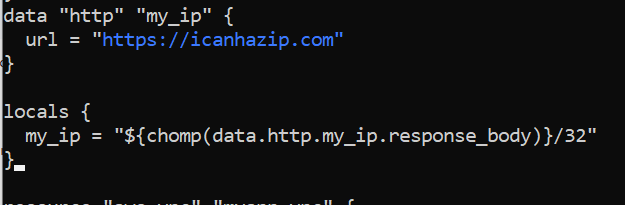 data "http" "my_ip" {
  url = "https://icanhazip.com"
}
locals {
  my_ip = "${chomp(data.http.my_ip.response_body)}/32"
}